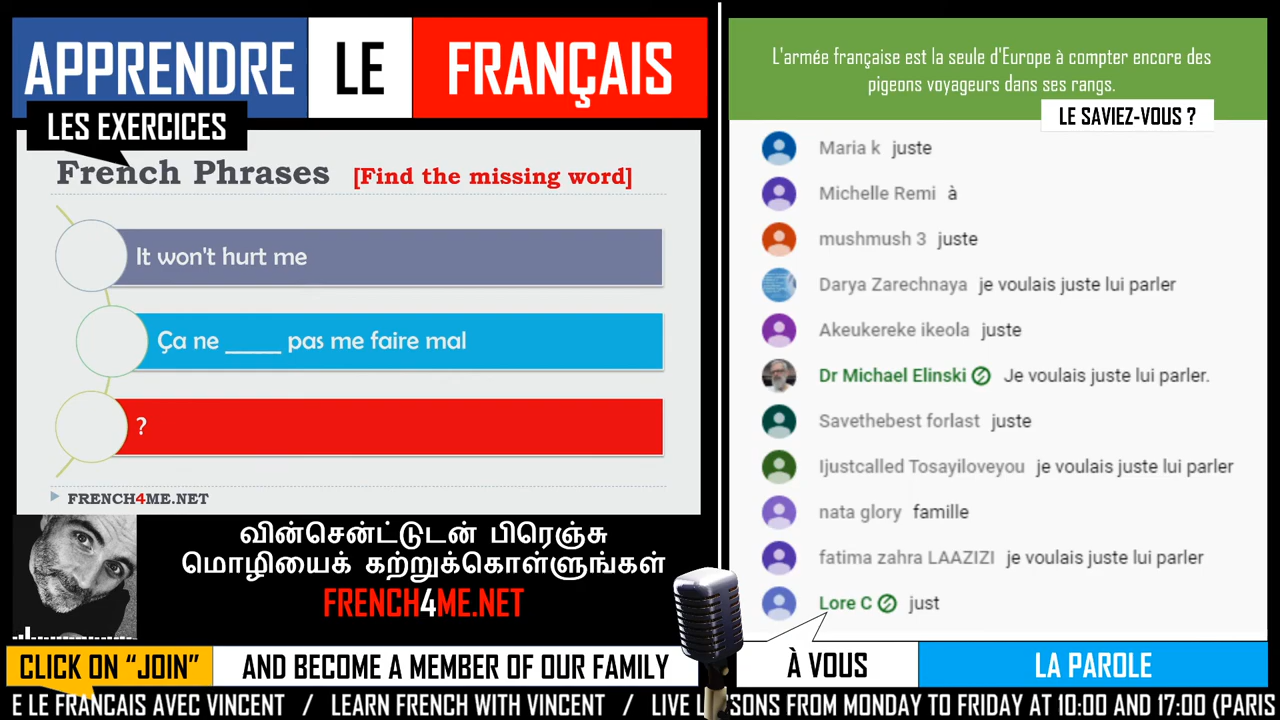 APPRENDRE LE FRANÇAIS
LES EXERCICES
French Phrases [Find the missing word]
It won't hurt me
Ça ne _____ pas me faire mal
?
FRENCH4ME.NET
வின்சென்ட்டுடன் பிரெஞ்சு
மொழியைக் கற்றுக்கொள்ளுங்கள்
FRENCH4ME.NET
CLICK ON “JOIN” AND BECOME A MEMBER OF OUR FAMILY
L'armée française est la seule d'Europe à compter encore des
pigeons voyageurs dans ses rangs.
LE SAVIEZ-VOUS ?
Maria k juste
Michelle Remi à
mushmush 3 juste
Darya Zarechnaya je voulais juste lui parler
Akeukereke ikeola juste
Dr Michael Elinski Je voulais juste lui parler.
Savethebest forlast juste
Ijustcalled Tosayiloveyou je voulais juste lui parler
nata glory famille
fatima zahra LAAZIZI je voulais juste lui parler
Lore C just
À VOUS LA PAROLE
E LE FRANCAIS AVEC VINCENT / LEARN FRENCH WITH VINCENT / LIVE L SONS FROM MONDAY TO FRIDAY AT 10:00 AND 17:00 (PARIS